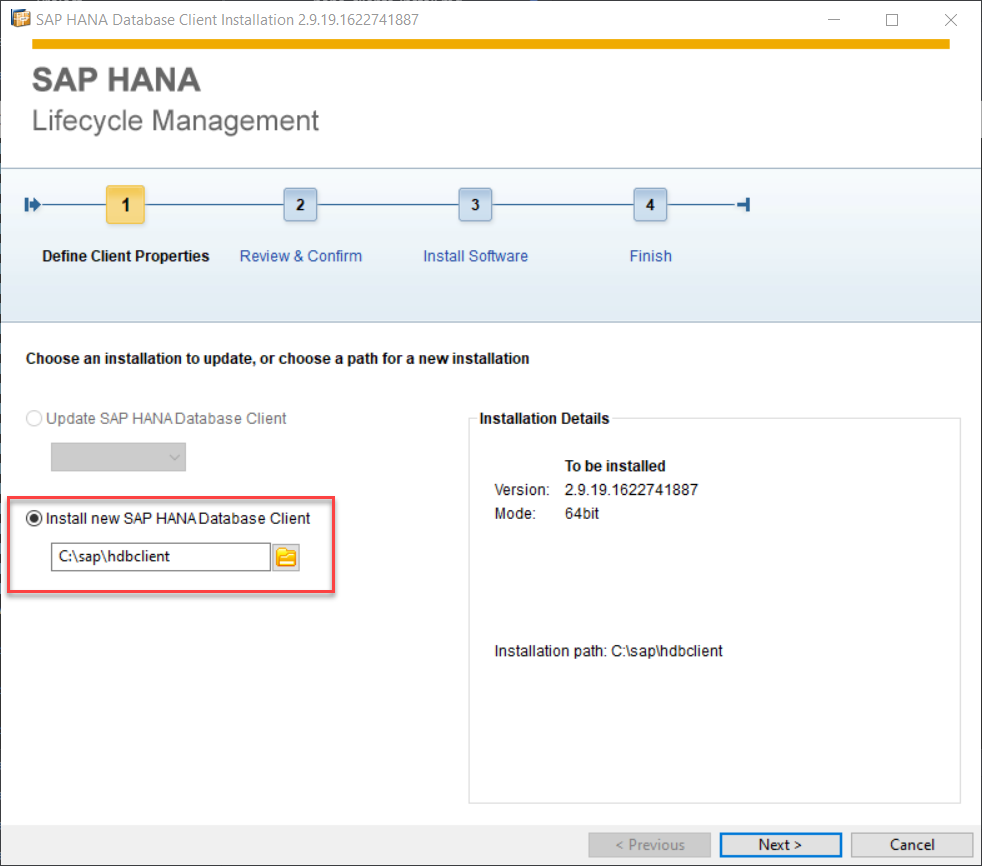 SAP HANA Database Client Installation 2.9.19.1622741887
SAP HANA
Lifecycle Management
1
2
3
4
Define Client Properties
Review & Confirm
Install Software
Finish
Choose an installation to update, or choose a path for a new installation
Update SAP HANA Database Client
Install new SAP HANA Database Client
C:\sap\hdbclient
Installation Details
To be installed
Version: 2.9.19.1622741887
Mode: 64bit
Installation path: C:\sap\hdbclient
< Previous
Next >
Cancel